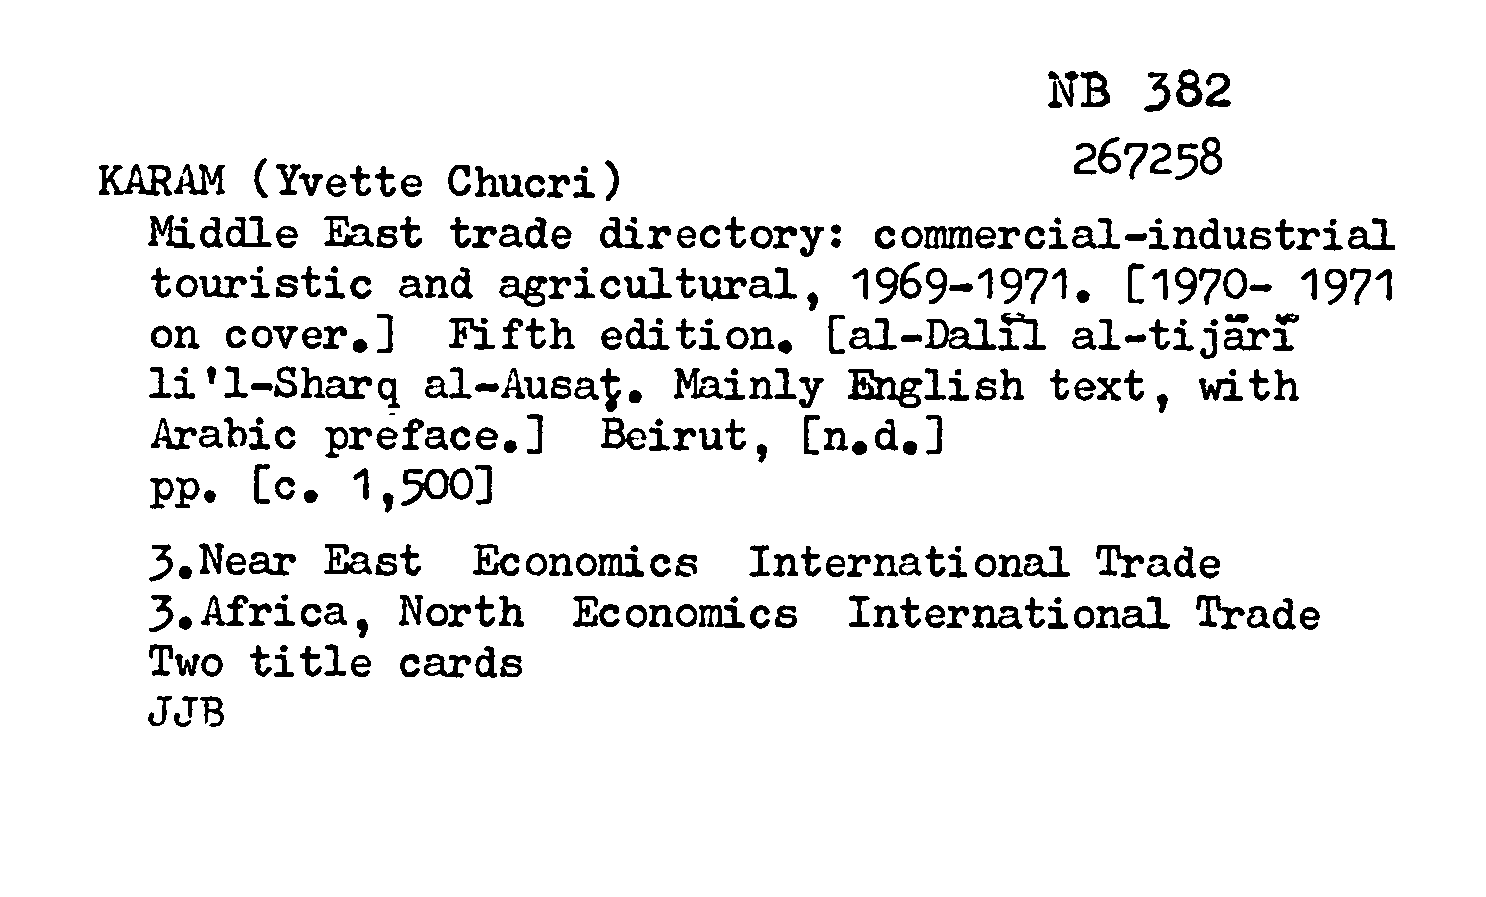 NB 382
267258
KARAM (Yvette Chucri)
Middle East trade directory: commercial-industrial
touristic and agricultural, 1969-1971. [1970- 1971
on cover.] Fifth edition. [al-Dalīl al-tijārī
li'l-Sharq al-Ausaṭ. Mainly English text, with
Arabic preface.] Beirut, [n.d.]
pp. [c. 1,500]
3.Near East Economics International Trade
3.Africa, North Economics International Trade
Two title cards
JJB